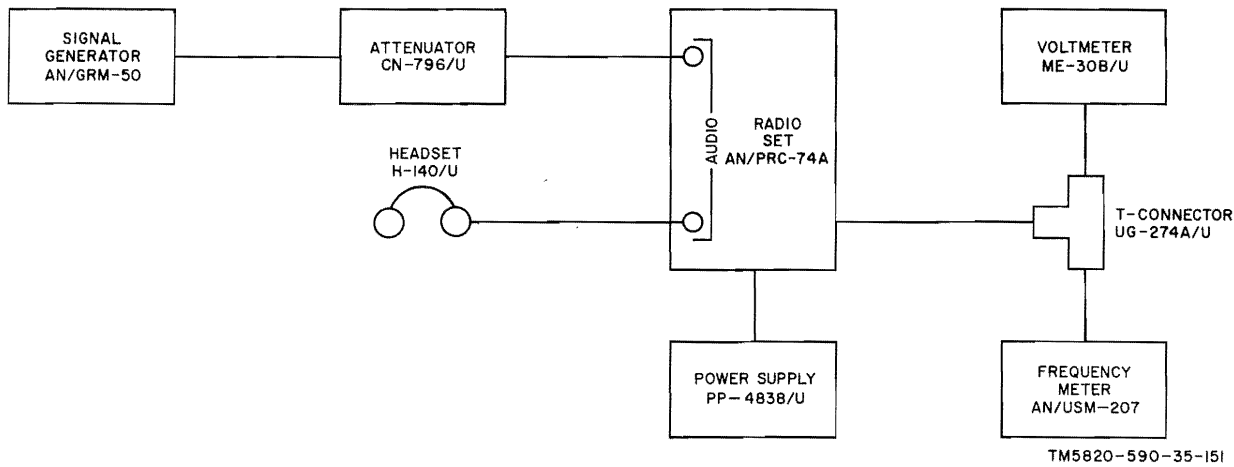 SIGNAL
GENERATOR
AN/GRM-50
ATTENUATOR
CN-796/U
HEADSET
H-140/U
AUDIO
RADIO
SET
AN/PRC-74A
POWER SUPPLY
PP-4838/U
VOLTMETER
ME-30B/U
T-CONNECTOR
UG-274A/U
FREQUENCY
METER
AN/USM-207
TM5820-590-35-151